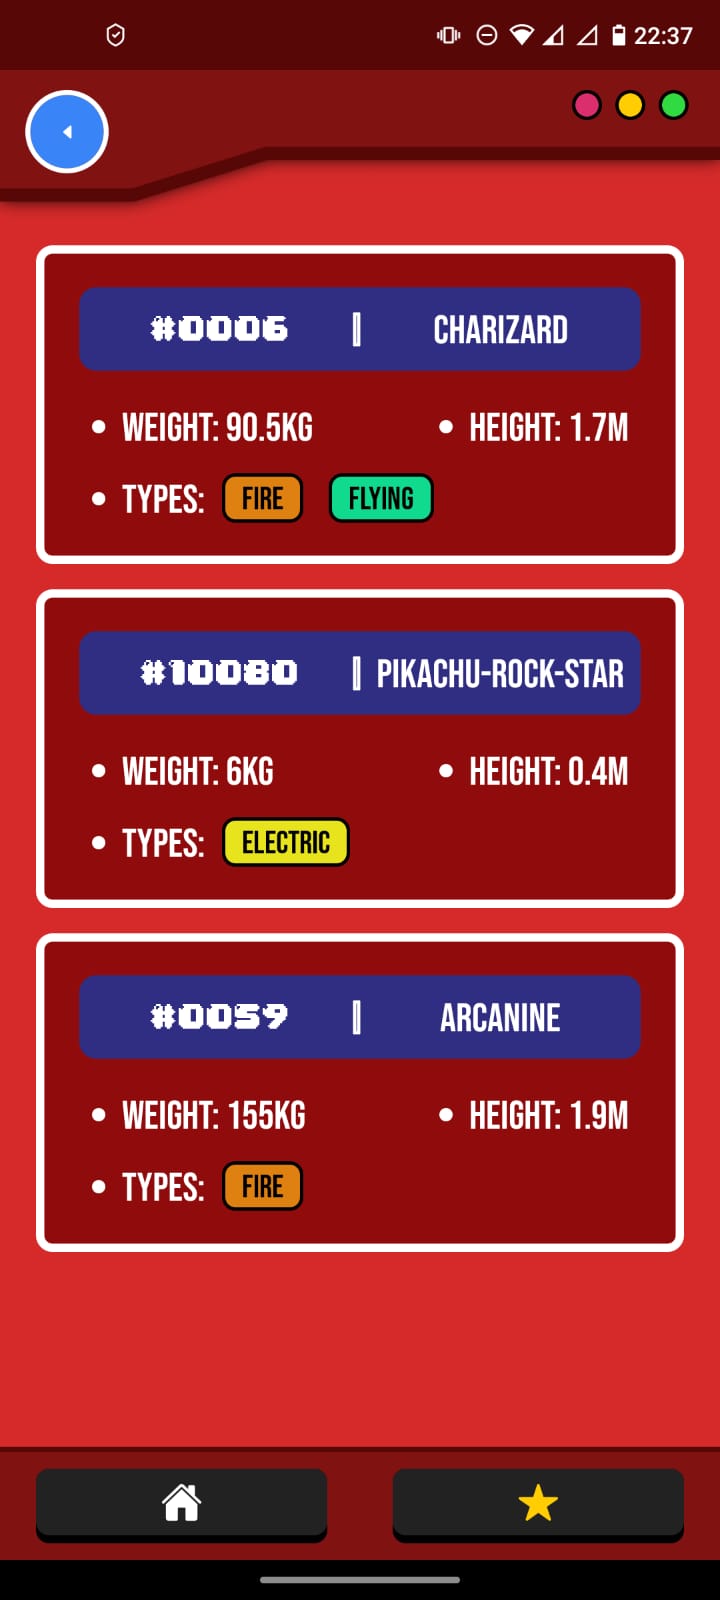 22:37
#0006 | CHARIZARD
WEIGHT: 90.5KG HEIGHT: 1.7M
TYPES: FIRE FLYING
#10080 | PIKACHU-ROCK-STAR
WEIGHT: 6KG HEIGHT: 0.4M
TYPES: ELECTRIC
#0059 | ARCANINE
WEIGHT: 155KG HEIGHT: 1.9M
TYPES: FIRE